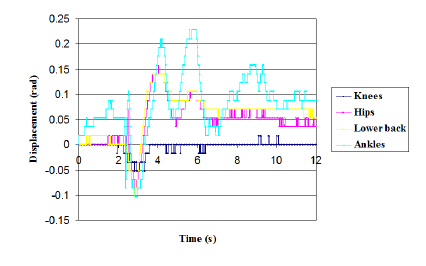 0.25
0.2
0.15
0.1
0.05
0
-0.05
-0.1
-0.15
0 2 4 6 8 10 12
Displacement (rad)
Time (s)
Knees
Hips
Lower back
Ankles